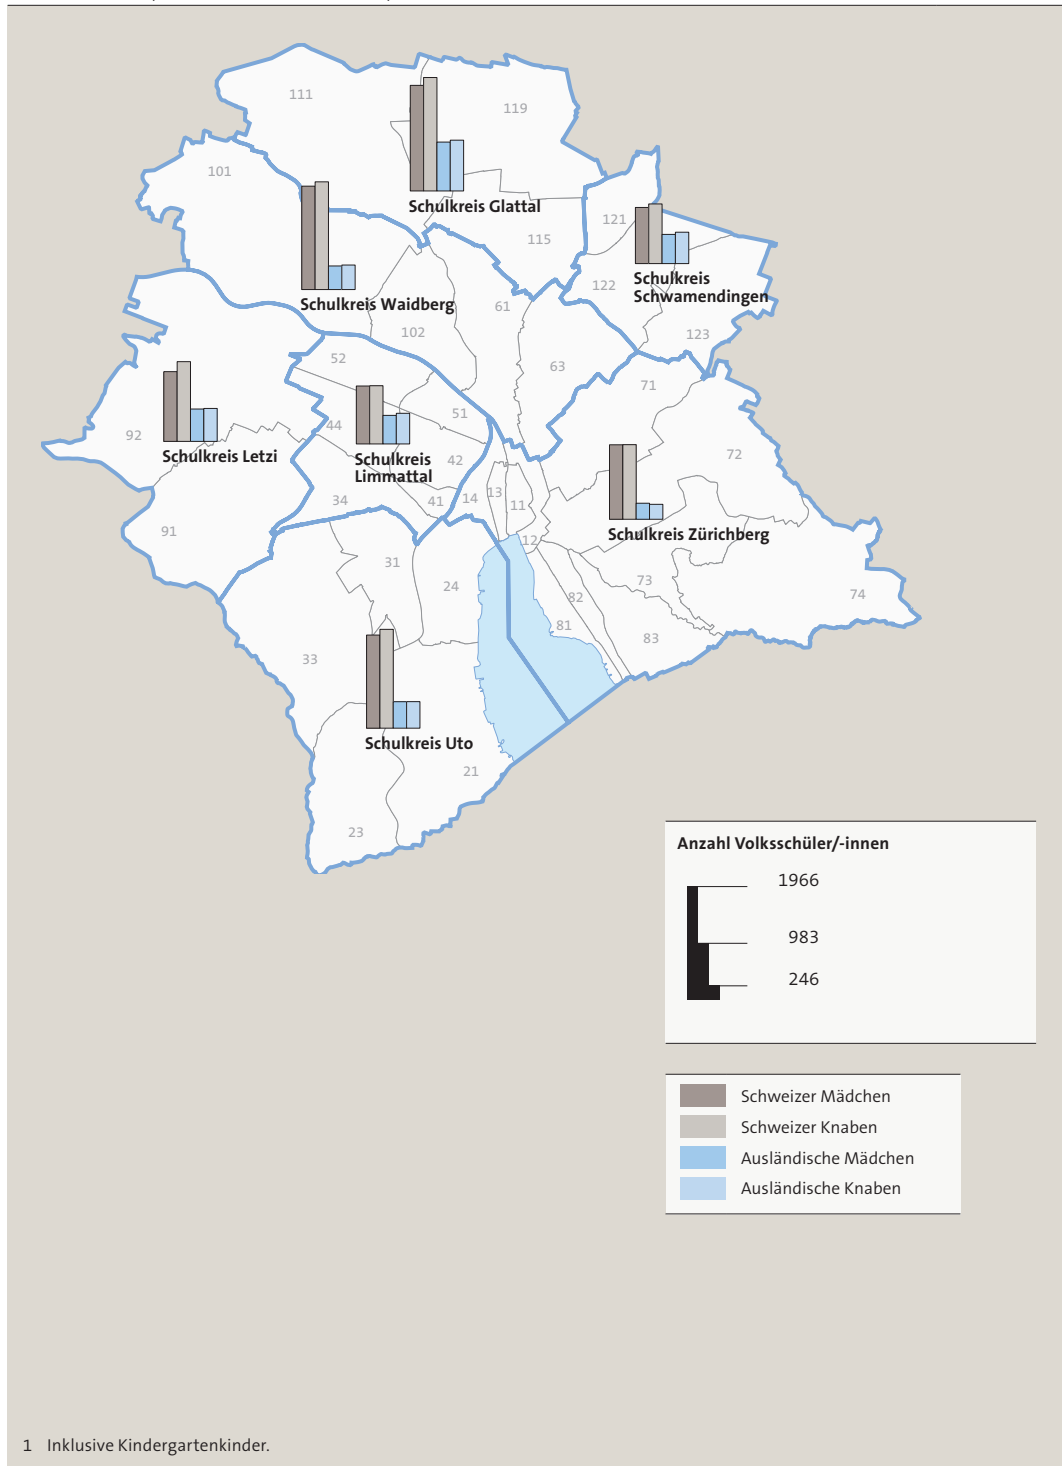 111
119
101
Schulkreis Glattal
121
115
Schulkreis
Schwamendingen
122
Schulkreis Waidberg
61
102
123
52
63
71
51
44
92
Schulkreis Letzi
Schulkreis
Limmattal
42
72
34
41
14
13
11
91
12
Schulkreis Zürichberg
31
24
73
74
82
81
83
33
Schulkreis Uto
21
23
Anzahl Volksschüler/-innen
1966
983
246
Schweizer Mädchen
Schweizer Knaben
Ausländische Mädchen
Ausländische Knaben
1 Inklusive Kindergartenkinder.